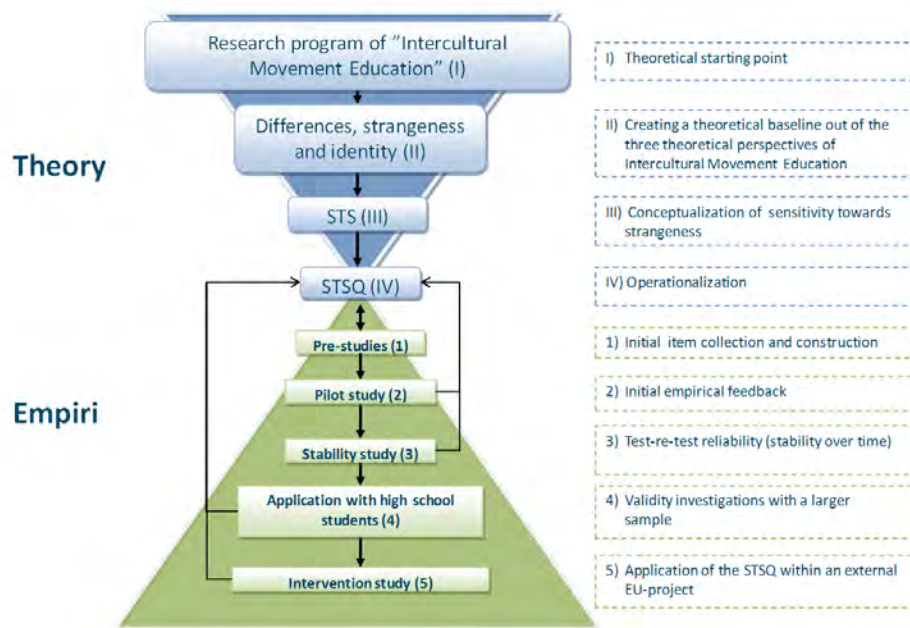 Research program of "Intercultural
Movement Education" (I)
I) Theoretical starting point
Differences, strangeness
and identity (II)
II) Creating a theoretical baseline out of the
three theoretical perspectives of
Intercultural Movement Education
Theory
STS (III)
III) Conceptualization of sensitivity towards
strangeness
STSQ (IV)
IV) Operationalization
Pre-studies (1)
1) Initial item collection and construction
Pilot study (2)
2) Initial empirical feedback
Empiri
Stability study (3)
3) Test-re-test reliability (stability over time)
Application with high school
students (4)
4) Validity investigations with a larger
sample
Intervention study (5)
5) Application of the STSQ within an external
EU-project